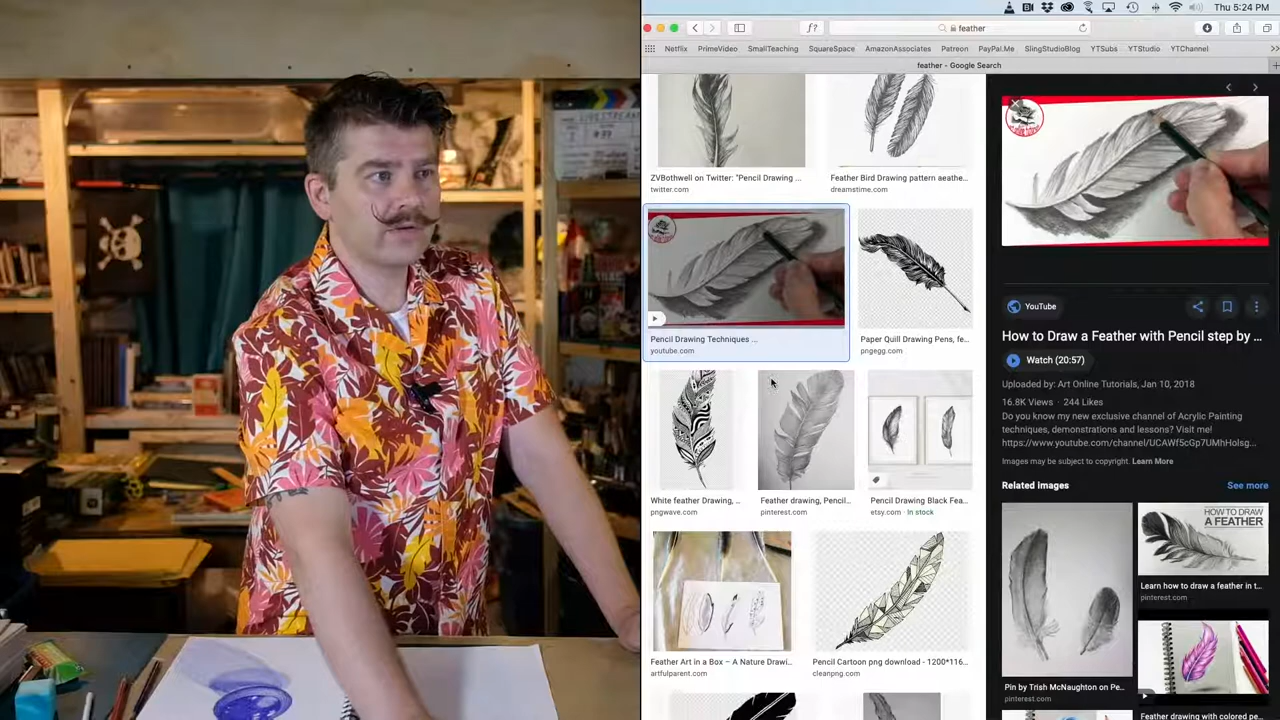 LIVESTREAM
Thu 5:24 PM
feather
Netflix
PrimeVideo
SmallTeaching
SquareSpace
AmazonAssociates
Patreon
PayPal.Me
SlingStudioBlog
YTSubs
YTStudio
YTChannel
feather - Google Search
ZVBothwell on Twitter: "Pencil Drawing ...
twitter.com
Feather Bird Drawing pattern aeathe...
dreamstime.com
Pencil Drawing Techniques ...
youtube.com
Paper Quill Drawing Pens, fe...
pngegg.com
White feather Drawing, ...
pngwave.com
Feather drawing, Pencil...
pinterest.com
Pencil Drawing Black Fea...
etsy.com · In stock
Feather Art in a Box – A Nature Drawi...
artfulparent.com
Pencil Cartoon png download - 1200*116...
cleanpng.com
YouTube
How to Draw a Feather with Pencil step by ...
Watch (20:57)
Uploaded by: Art Online Tutorials, Jan 10, 2018
16.8K Views · 244 Likes
Do you know my new exclusive channel of Acrylic Painting
techniques, demonstrations and lessons? Visit me!
https://www.youtube.com/channel/UCAWf5cGp7UMhHolsg...
Images may be subject to copyright. Learn More
Related images
See more
HOW TO DRAW
A FEATHER
Learn how to draw a feather in t...
pinterest.com
Pin by Trish McNaughton on Pe...
pinterest.com
Feather drawing with colored pe...